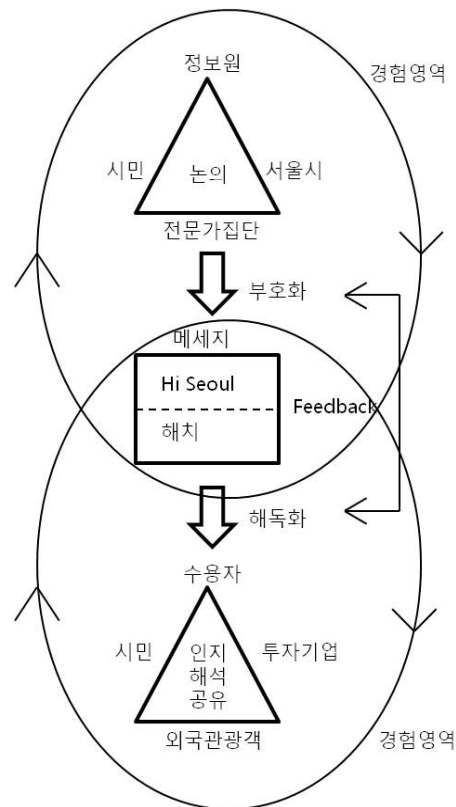 정보원
경험영역
시민
논의
서울시
전문가집단
부호화
메세지
Hi Seoul
Feedback
해치
해독화
수용자
시민
인지
해석
공유
투자기업
외국관광객
경험영역